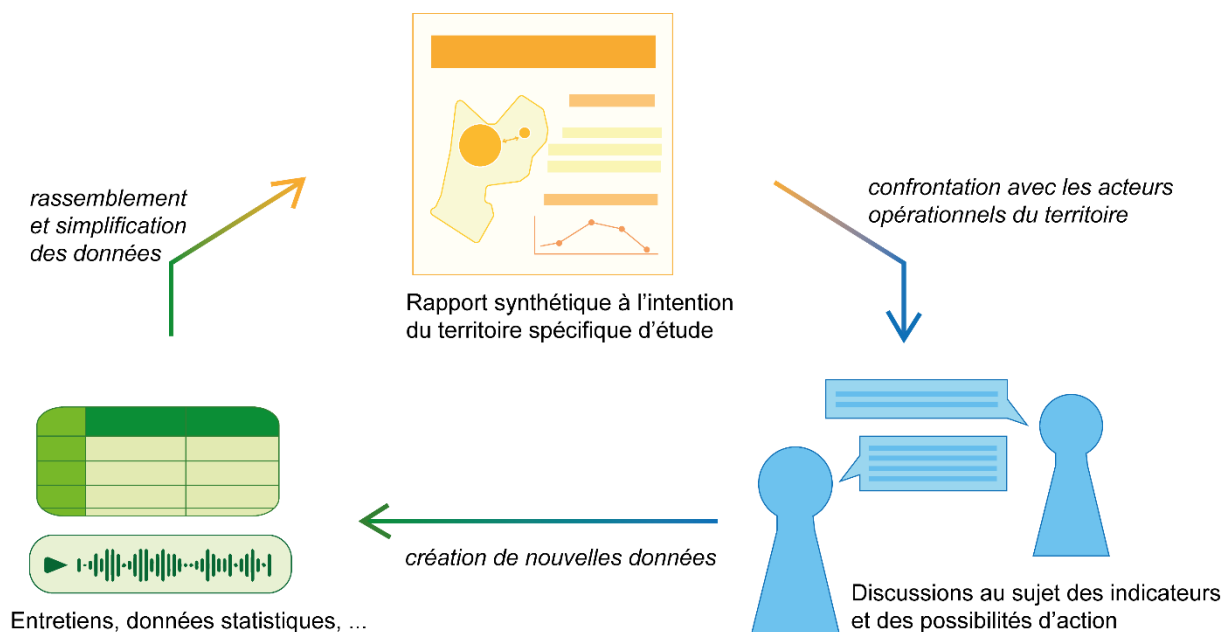 rassemblement
et simplification
des données
Rapport synthétique à l’intention
du territoire spécifique d’étude
confrontation avec les acteurs
opérationnels du territoire
Discussions au sujet des indicateurs
et des possibilités d’action
création de nouvelles données
Entretiens, données statistiques, ...